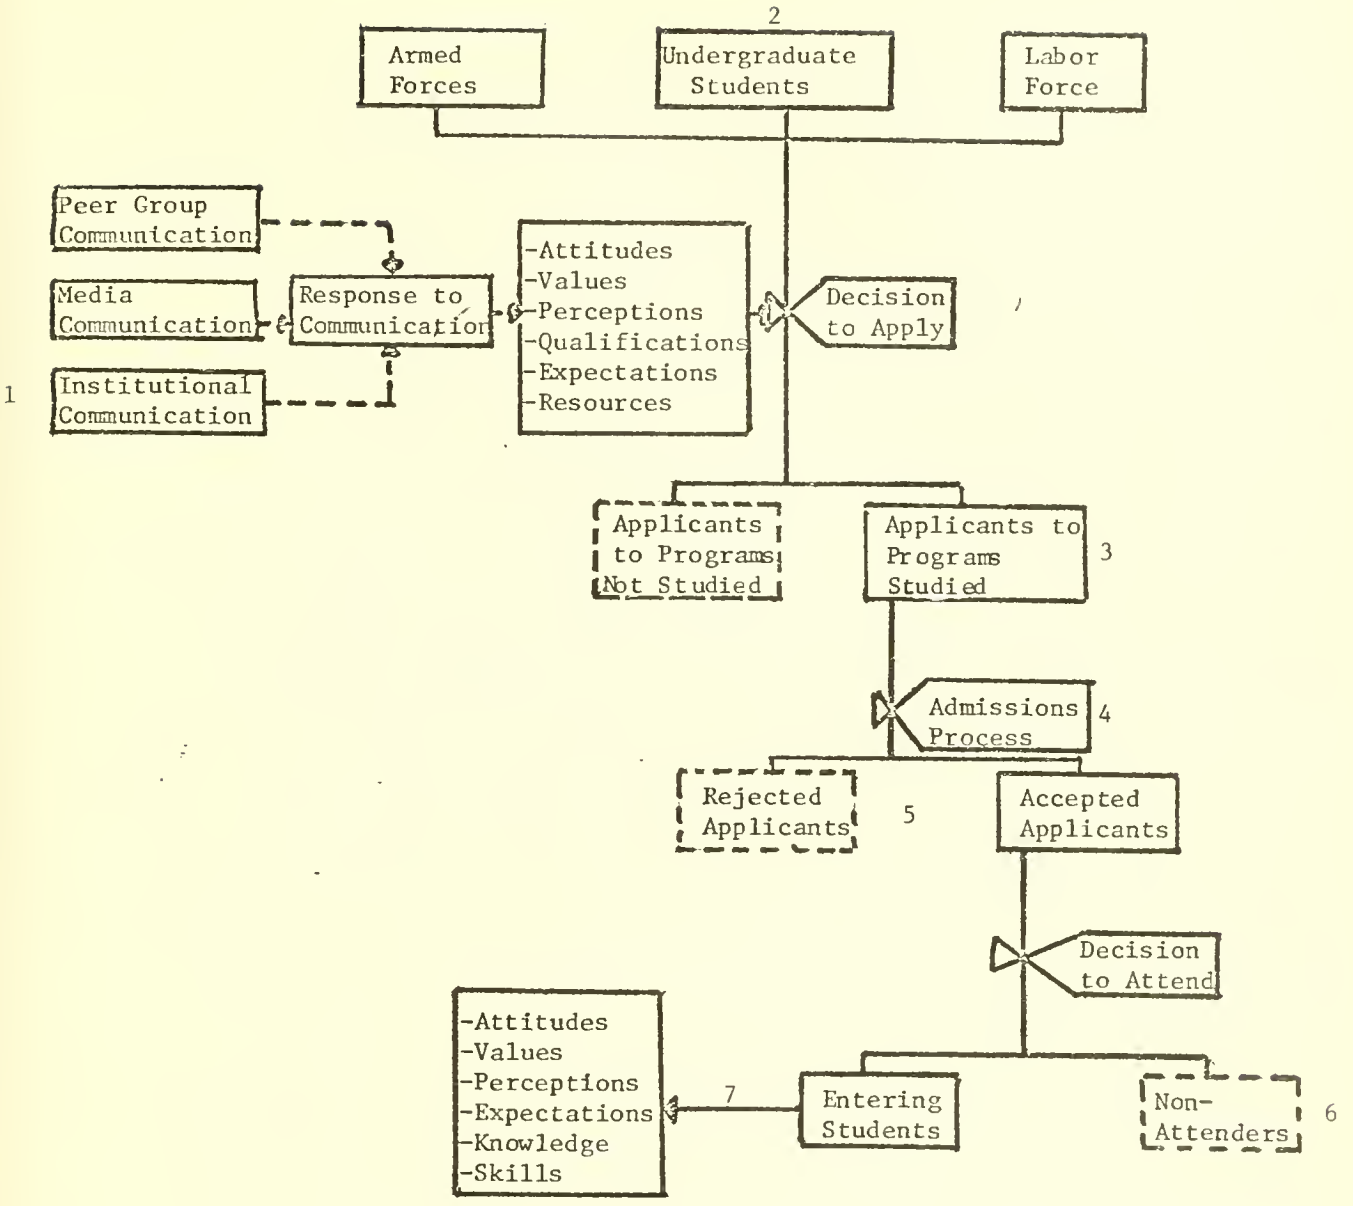 2
Armed
Forces
Undergraduate
Students
Labor
Force
Peer Group
Communication
Media
Communication
1
Institutional
Communication
Response to
Communication
-Attitudes
-Values
-Perceptions
-Qualifications
-Expectations
-Resources
Decision
to Apply
Applicants
to Programs
Not Studied
Applicants to
Programs
Studied
3
Admissions
Process
4
Rejected
Applicants
5
Accepted
Applicants
Decision
to Attend
-Attitudes
-Values
-Perceptions
-Expectations
-Knowledge
-Skills
7
Entering
Students
Non-
Attenders
6